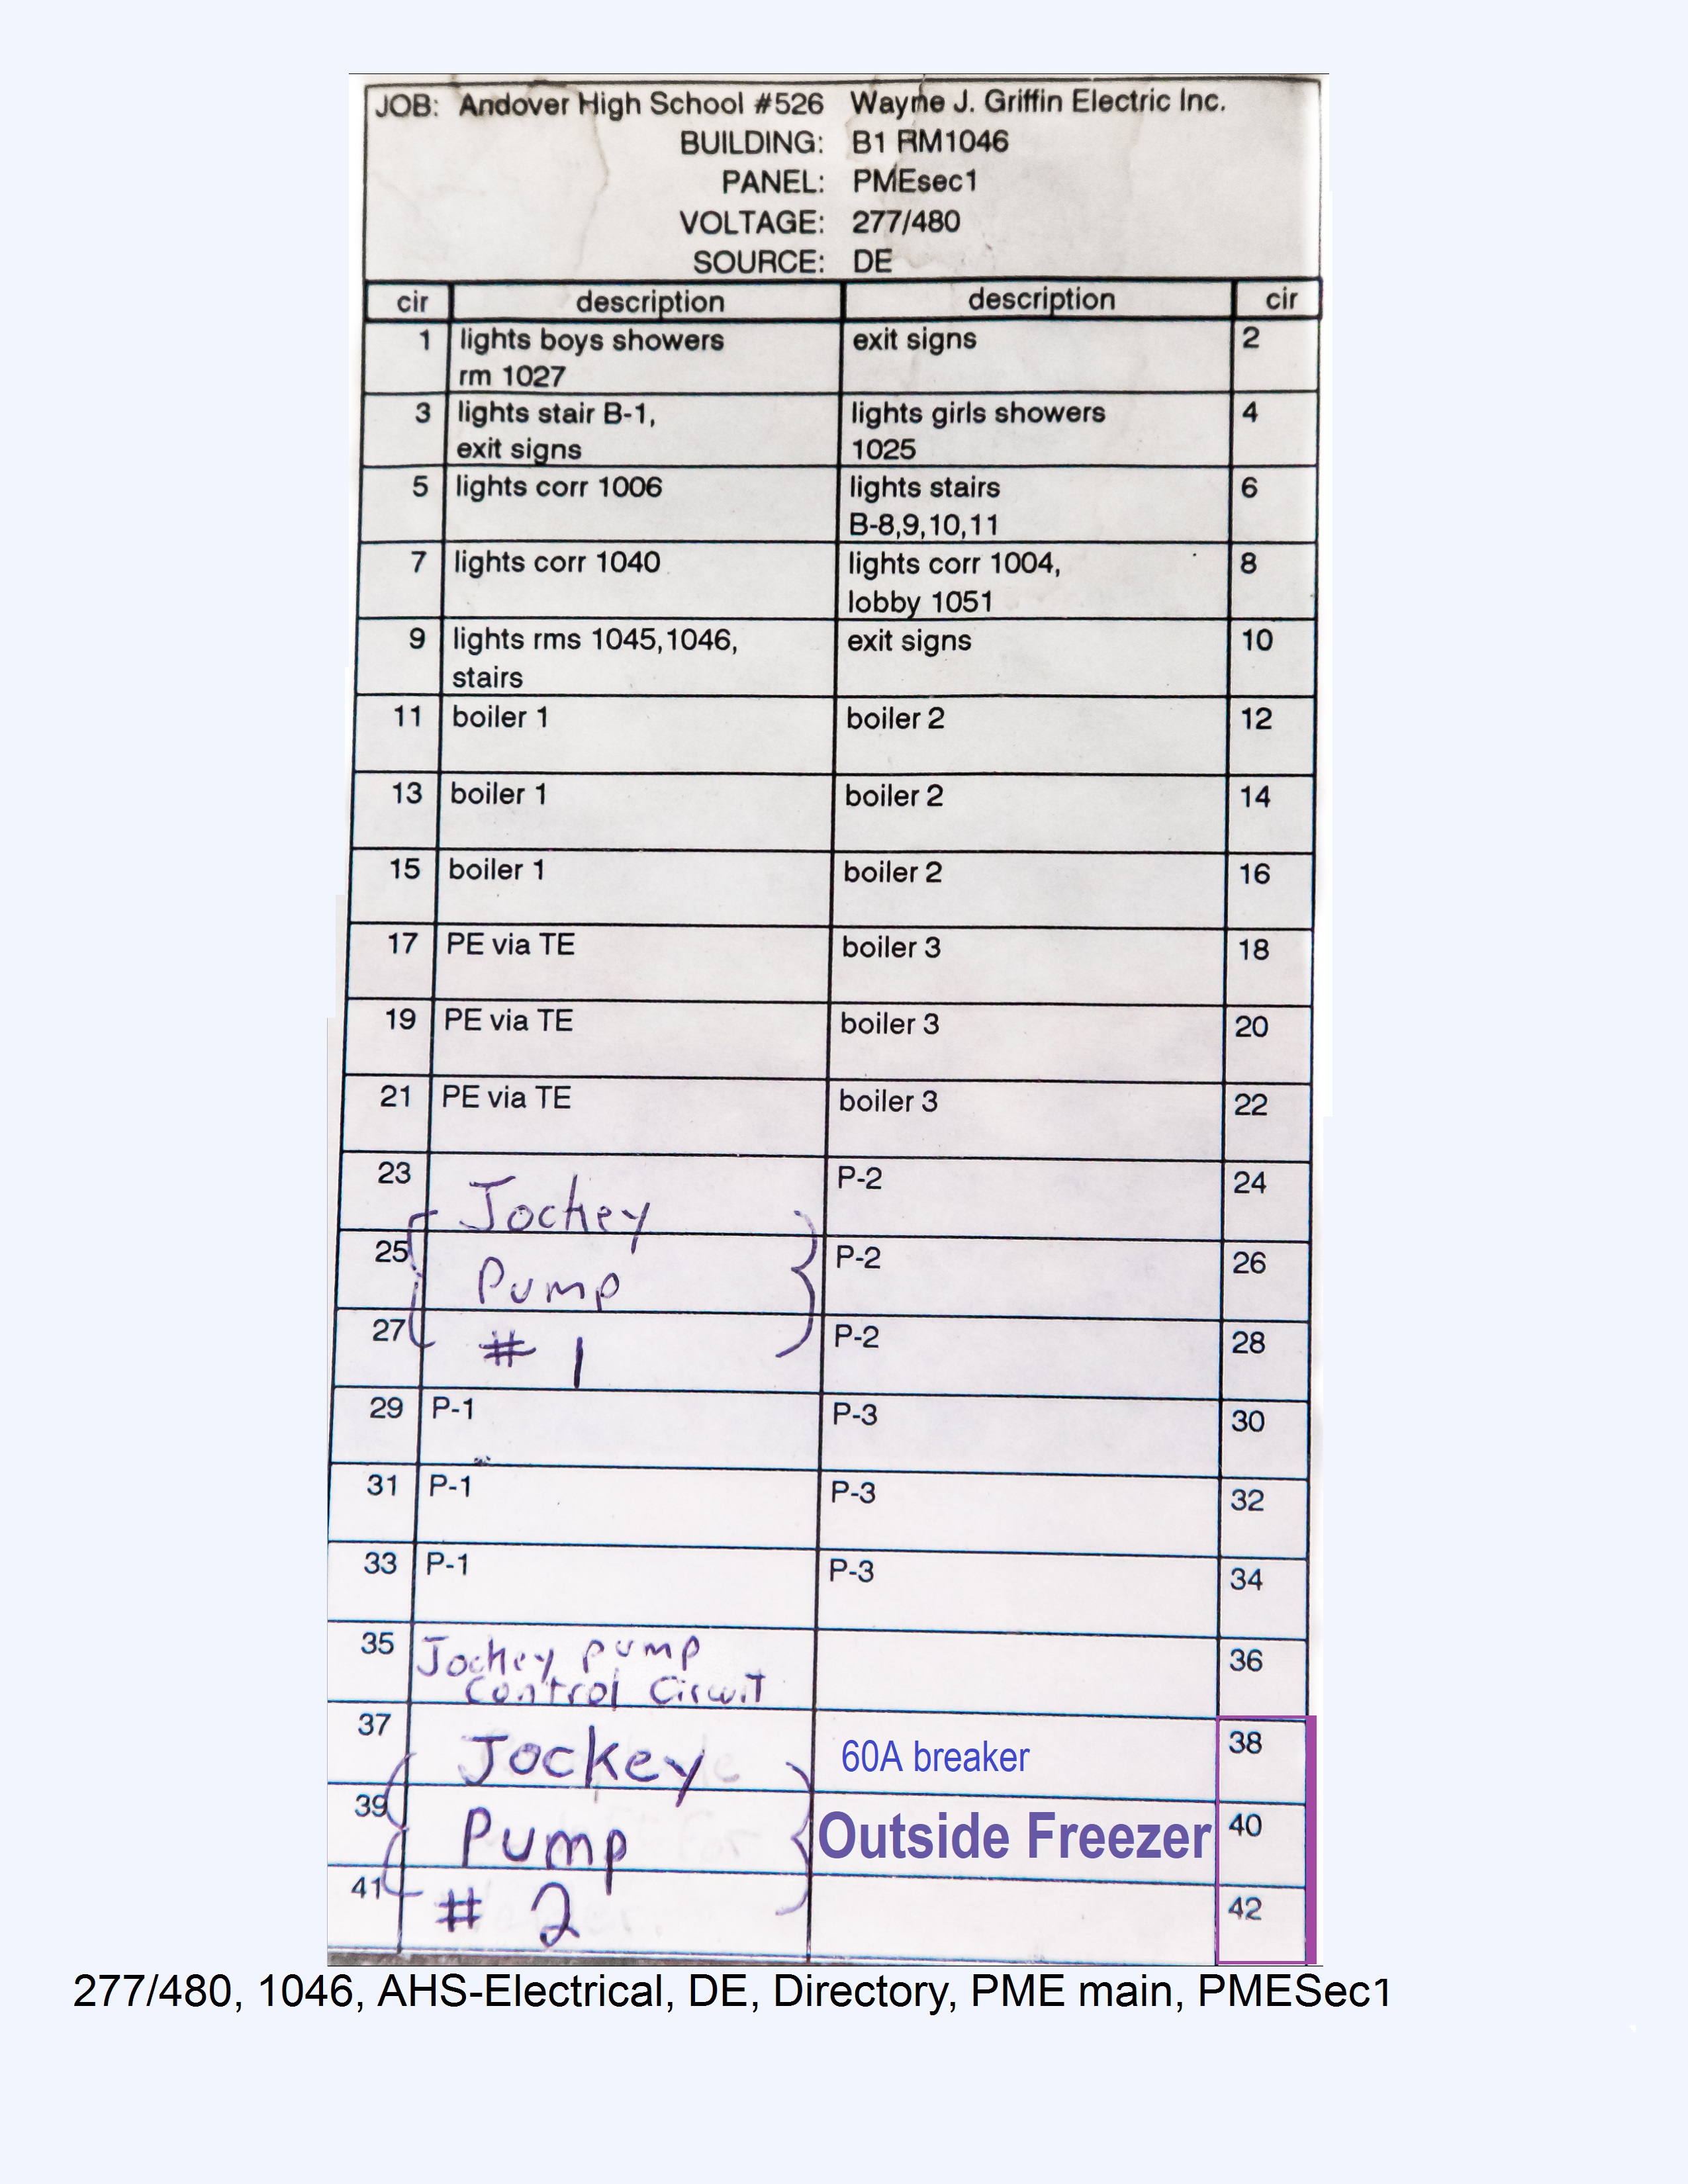 JOB: Andover High School #526 Wayne J. Griffin Electric Inc.
BUILDING: B1 RM1046
PANEL: PMEsec1
VOLTAGE: 277/480
SOURCE: DE
cir description description cir
1 lights boys showers exit signs 2
rm 1027
3 lights stair B-1, lights girls showers 4
exit signs 1025
5 lights corr 1006 lights stairs 6
B-8,9,10,11
7 lights corr 1040 lights corr 1004, 8
lobby 1051
9 lights rms 1045,1046, exit signs 10
stairs
11 boiler 1 boiler 2 12
13 boiler 1 boiler 2 14
15 boiler 1 boiler 2 16
17 PE via TE boiler 3 18
19 PE via TE boiler 3 20
21 PE via TE boiler 3 22
23 Jockey P-2 24
25 Pump P-2 26
27 # 1 P-2 28
29 P-1 P-3 30
31 P-1 P-3 32
33 P-1 P-3 34
35 Jockey pump 36
Control Circuit
37 Jockey 60A breaker 38
39 Pump Outside Freezer 40
41 # 2 42
277/480, 1046, AHS-Electrical, DE, Directory, PME main, PMESec1